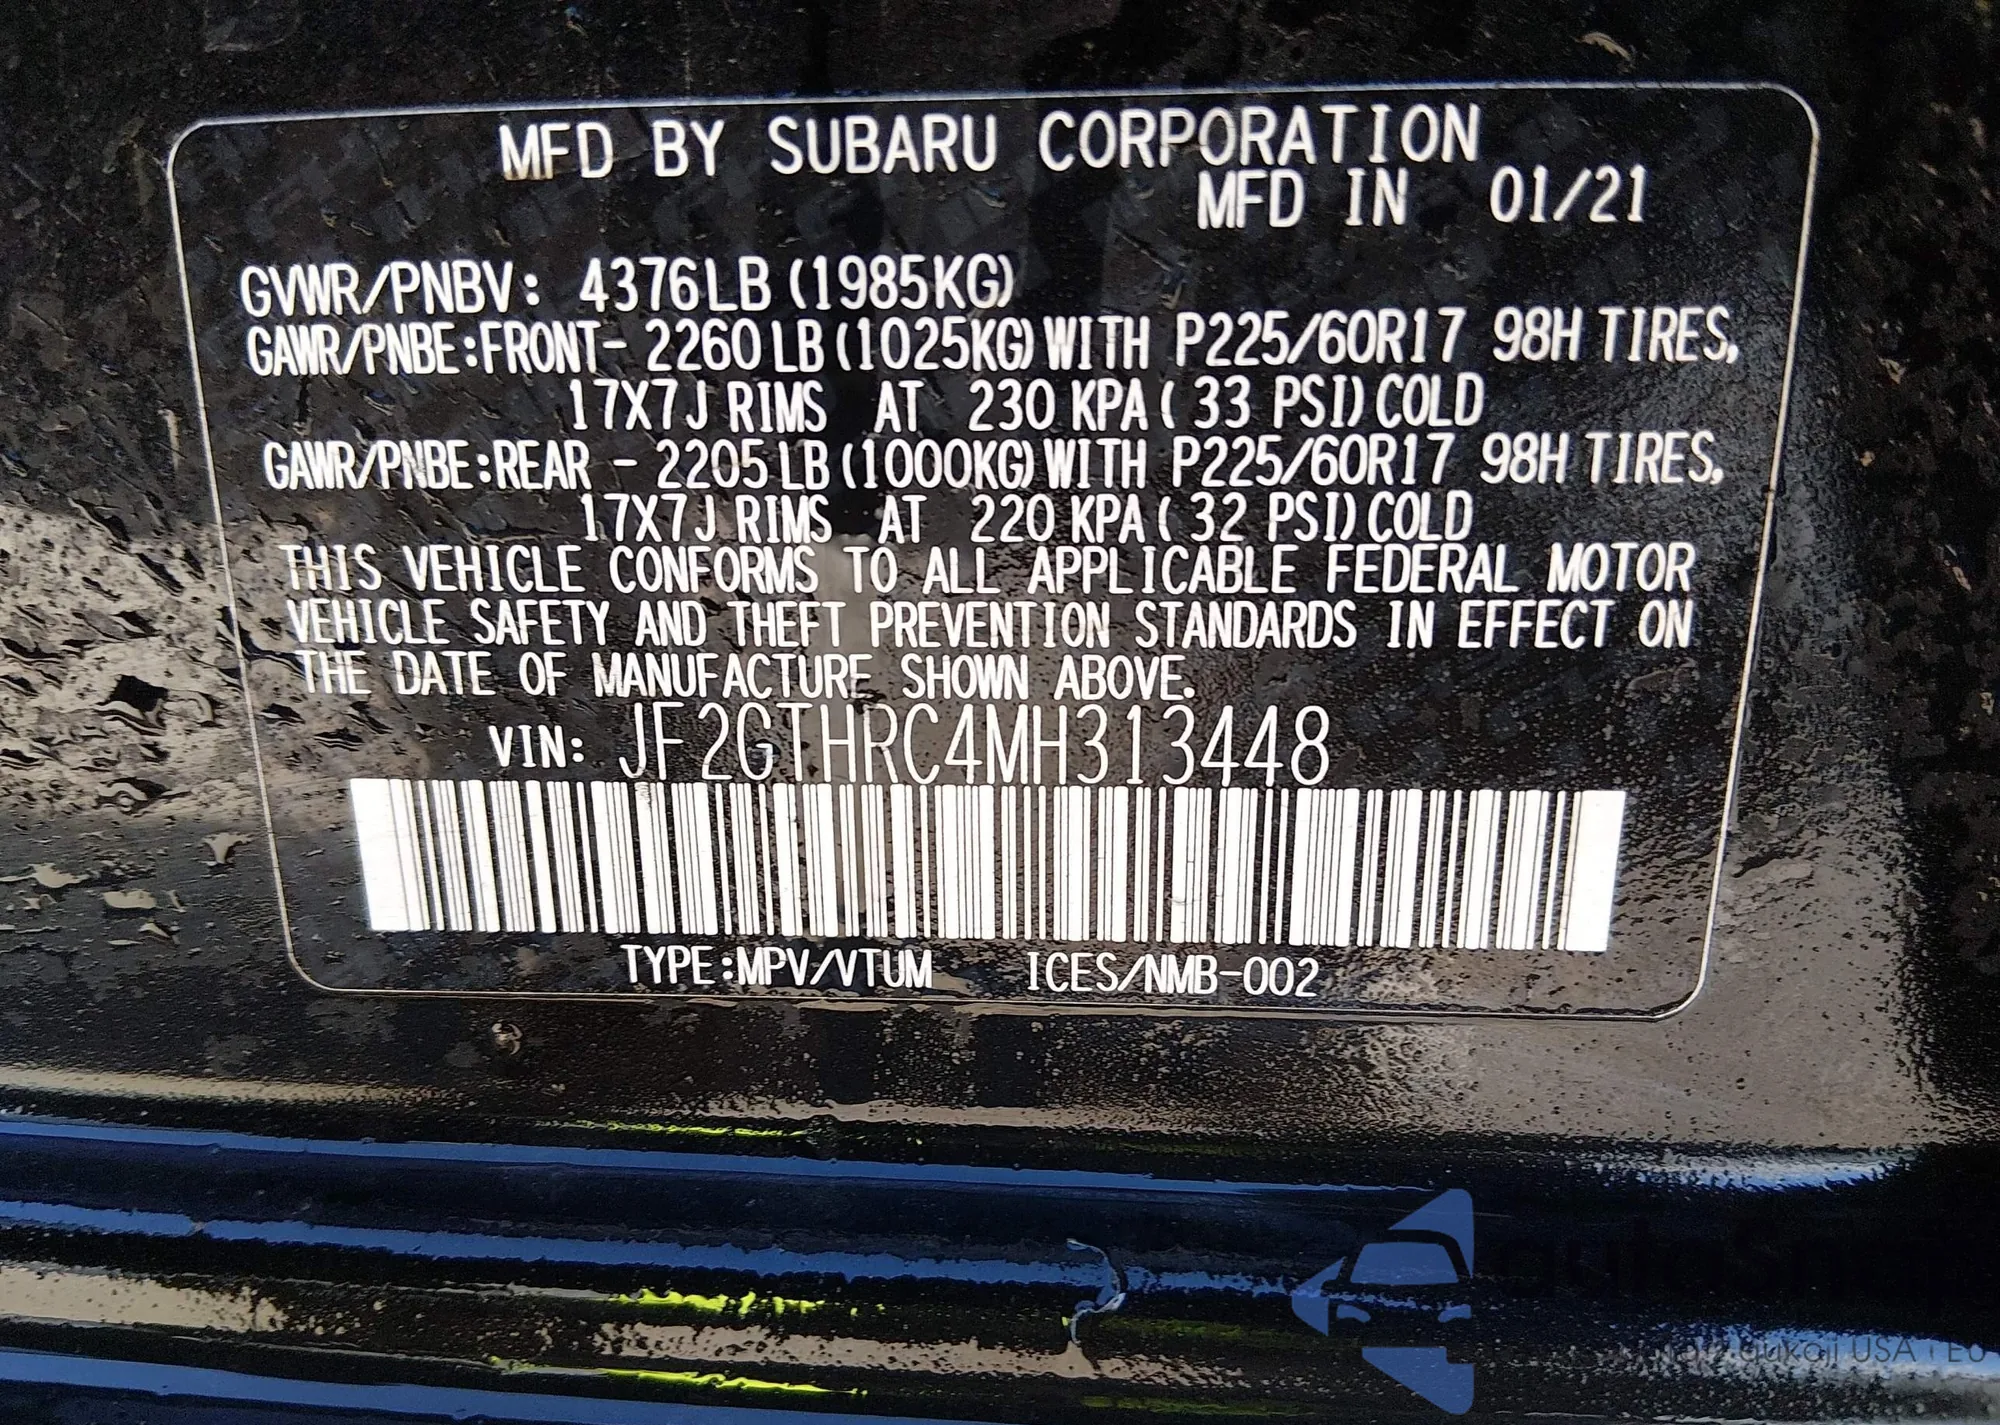 MFD BY SUBARU CORPORATION
MFD IN 01/21
GVWR/PNBV: 4376LB (1985KG)
GAWR/PNBE:FRONT- 2260 LB (1025KG) WITH P225/60R17 98H TIRES,
17X7J RIMS AT 230 KPA ( 33 PSI) COLD
GAWR/PNBE:REAR - 2205 LB (1000KG) WITH P225/60R17 98H TIRES,
17X7J RIMS AT 220 KPA ( 32 PSI) COLD
THIS VEHICLE CONFORMS TO ALL APPLICABLE FEDERAL MOTOR
VEHICLE SAFETY AND THEFT PREVENTION STANDARDS IN EFFECT ON
THE DATE OF MANUFACTURE SHOWN ABOVE.
VIN: JF2GTHRC4MH313448
TYPE:MPV/VTUM ICES/NMB-002
USA